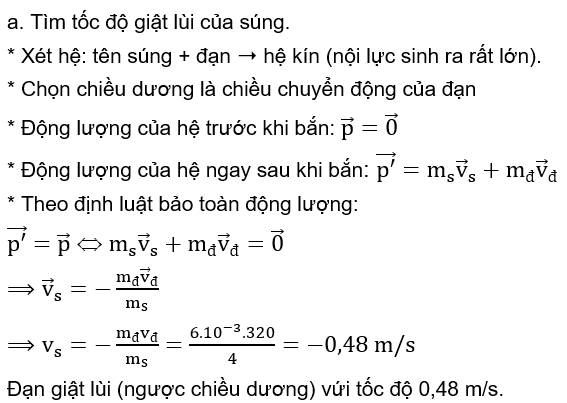 a. Tìm tốc độ giật lùi của súng.
* Xét hệ: tên súng + đạn → hệ kín (nội lực sinh ra rất lớn).
* Chọn chiều dương là chiều chuyển động của đạn
* Động lượng của hệ trước khi bắn: $\vec{p} = \vec{0}$
* Động lượng của hệ ngay sau khi bắn: $\vec{p'} = m_s\vec{v}_s + m_đ\vec{v}_đ$
* Theo định luật bảo toàn động lượng:
$\vec{p'} = \vec{p} \Leftrightarrow m_s\vec{v}_s + m_đ\vec{v}_đ = \vec{0}$
$\Longrightarrow \vec{v}_s = -\frac{m_đ\vec{v}_đ}{m_S}$
$\Longrightarrow v_s = -\frac{m_đ v_đ}{m_S} = \frac{6.10^{-3}.320}{4} = -0,48 \text{ m/s}$
Đạn giật lùi (ngược chiều dương) vứi tốc độ 0,48 m/s.